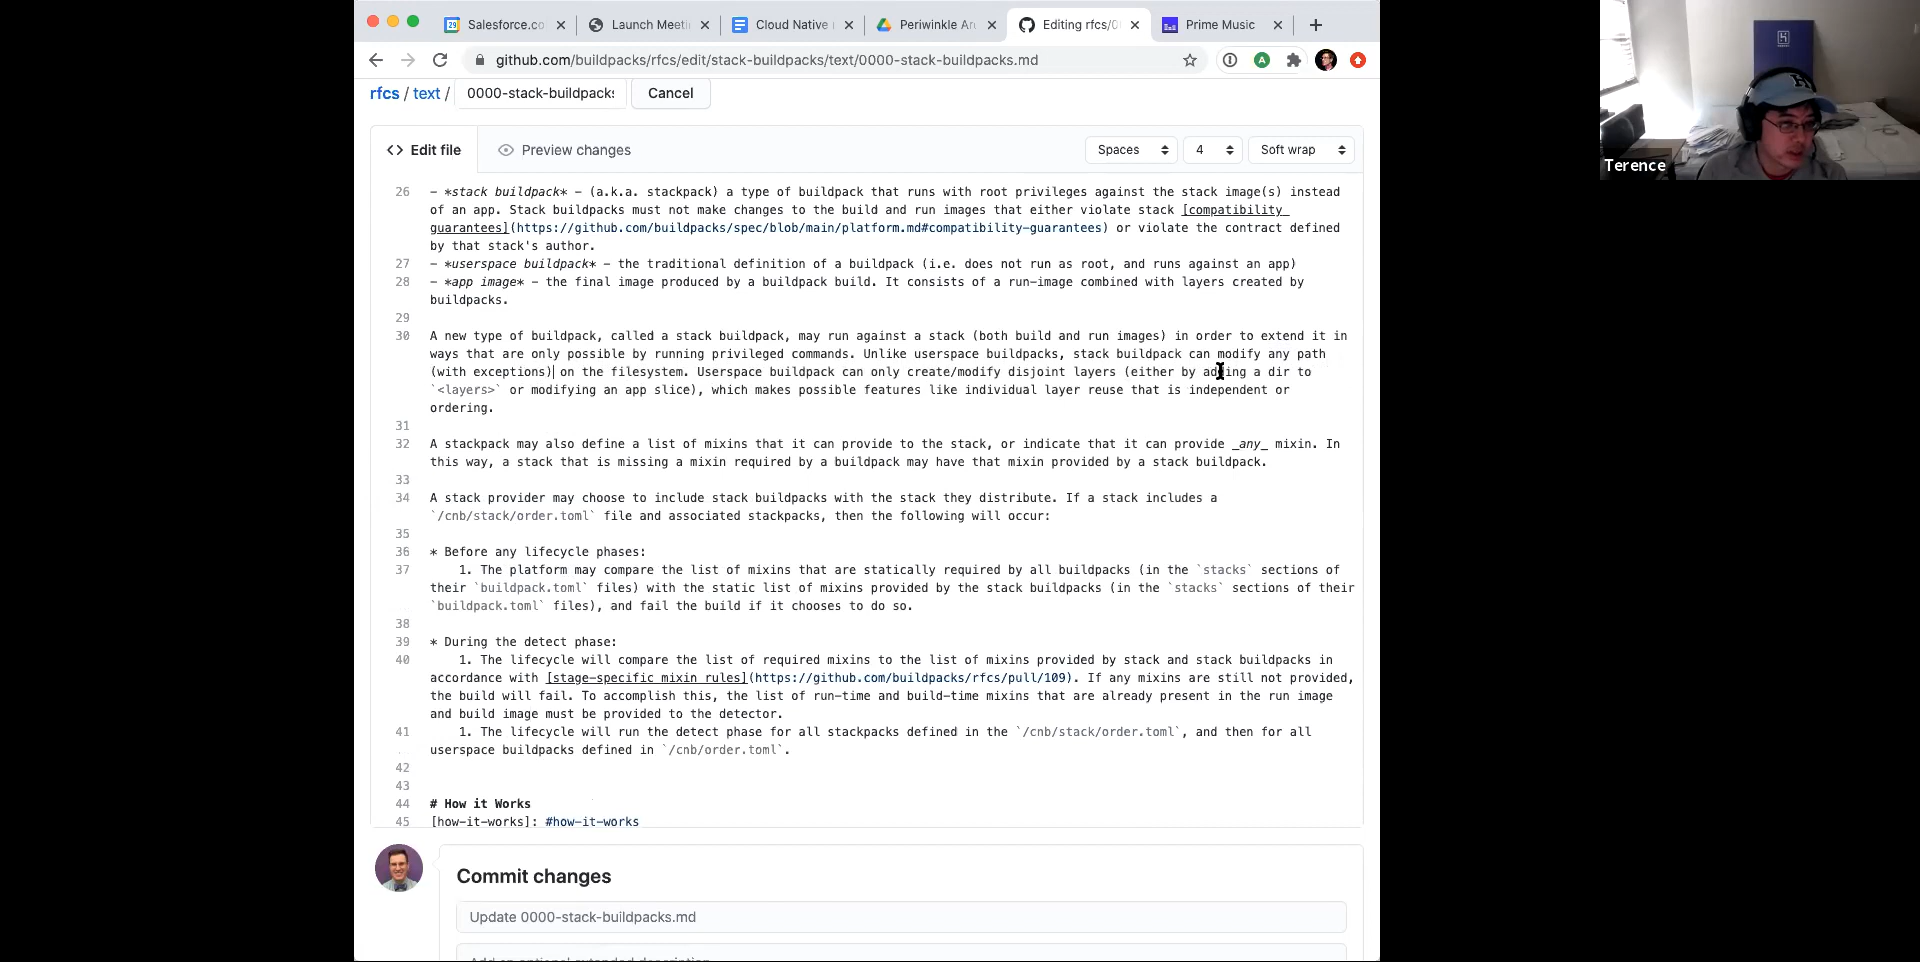 Salesforce.co
Launch Meeti
Cloud Native
Periwinkle Ar
Editing rfcs/0
Prime Music
github.com/buildpacks/rfcs/edit/stack-buildpacks/text/0000-stack-buildpacks.md
rfcs / text / 0000-stack-buildpacks Cancel
<> Edit file
Preview changes
Spaces
4
Soft wrap
26 - *stack buildpack* - (a.k.a. stackpack) a type of buildpack that runs with root privileges against the stack image(s) instead
of an app. Stack buildpacks must not make changes to the build and run images that either violate stack [compatibility
guarantees](https://github.com/buildpacks/spec/blob/main/platform.md#compatibility-guarantees) or violate the contract defined
by that stack's author.
27 - *userspace buildpack* - the traditional definition of a buildpack (i.e. does not run as root, and runs against an app)
28 - *app image* - the final image produced by a buildpack build. It consists of a run-image combined with layers created by
buildpacks.
29
30 A new type of buildpack, called a stack buildpack, may run against a stack (both build and run images) in order to extend it in
ways that are only possible by running privileged commands. Unlike userspace buildpacks, stack buildpack can modify any path
(with exceptions) on the filesystem. Userspace buildpack can only create/modify disjoint layers (either by adding a dir to
`<layers>` or modifying an app slice), which makes possible features like individual layer reuse that is independent or
ordering.
31
32 A stackpack may also define a list of mixins that it can provide to the stack, or indicate that it can provide _any_ mixin. In
this way, a stack that is missing a mixin required by a buildpack may have that mixin provided by a stack buildpack.
33
34 A stack provider may choose to include stack buildpacks with the stack they distribute. If a stack includes a
`/cnb/stack/order.toml` file and associated stackpacks, then the following will occur:
35
36 * Before any lifecycle phases:
37 1. The platform may compare the list of mixins that are statically required by all buildpacks (in the `stacks` sections of
their `buildpack.toml` files) with the static list of mixins provided by the stack buildpacks (in the `stacks` sections of their
`buildpack.toml` files), and fail the build if it chooses to do so.
38
39 * During the detect phase:
40 1. The lifecycle will compare the list of required mixins to the list of mixins provided by stack and stack buildpacks in
accordance with [stage-specific mixin rules](https://github.com/buildpacks/rfcs/pull/109). If any mixins are still not provided,
the build will fail. To accomplish this, the list of run-time and build-time mixins that are already present in the run image
and build image must be provided to the detector.
41 1. The lifecycle will run the detect phase for all stackpacks defined in the `/cnb/stack/order.toml`, and then for all
userspace buildpacks defined in `/cnb/order.toml`.
42
43
44 # How it Works
45 [how-it-works]: #how-it-works
Commit changes
Update 0000-stack-buildpacks.md
Terence